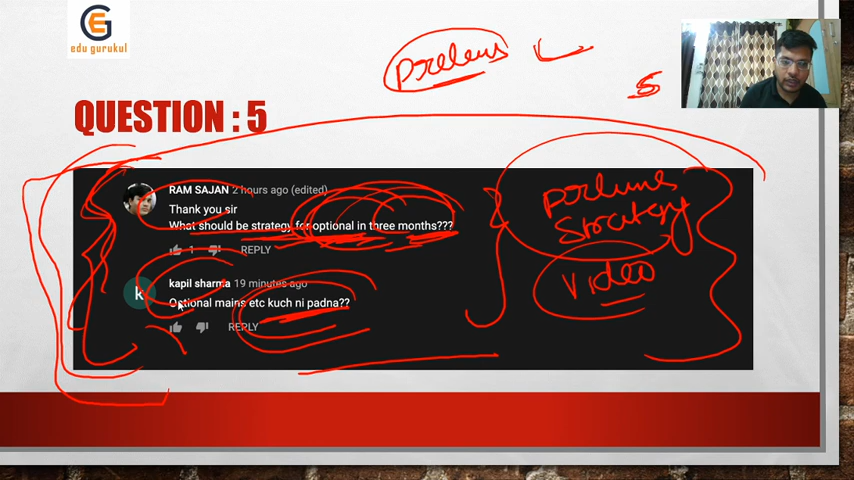 edu gurukul
prelims
5
QUESTION : 5
RAM SAJAN 2 hours ago (edited)
Thank you sir
What should be strategy for optional in three months???
1 REPLY
kapil sharma 19 minutes ago
k
Optional mains etc kuch ni padna??
REPLY
Strategy
Video